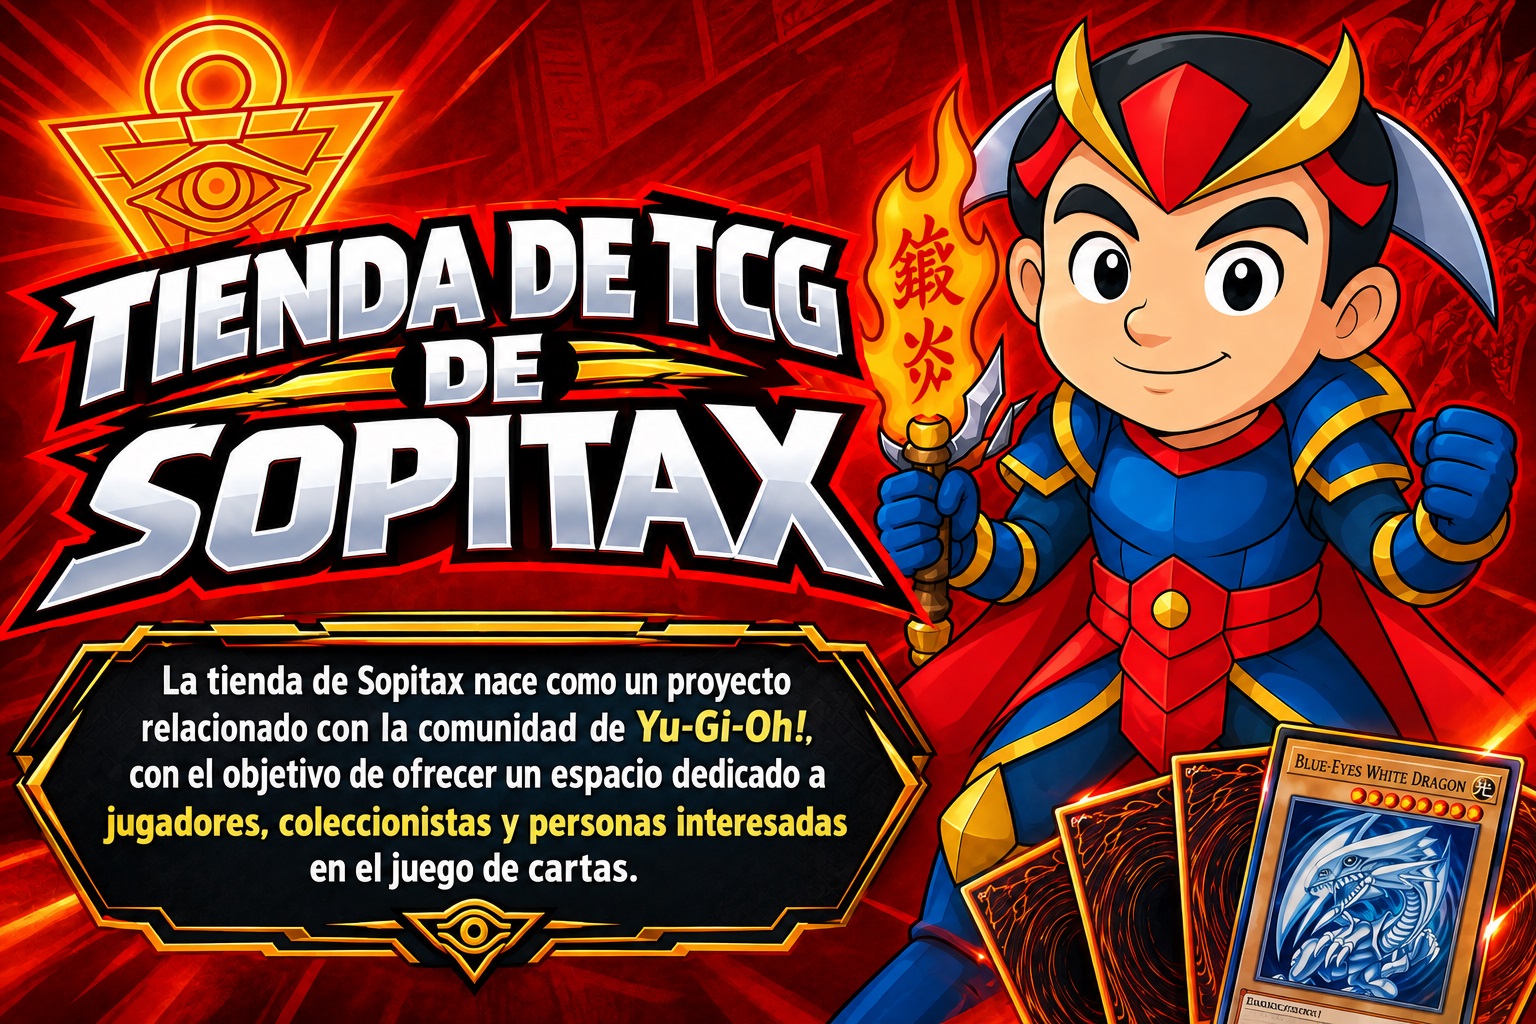 TIENDA DE TCG
DE
SOPITAX
La tienda de Sopitax nace como un proyecto
relacionado con la comunidad de Yu-Gi-Oh!,
con el objetivo de ofrecer un espacio dedicado a
jugadores, coleccionistas y personas interesadas
en el juego de cartas.
鍛
炎
BLUE-EYES WHITE DRAGON
光